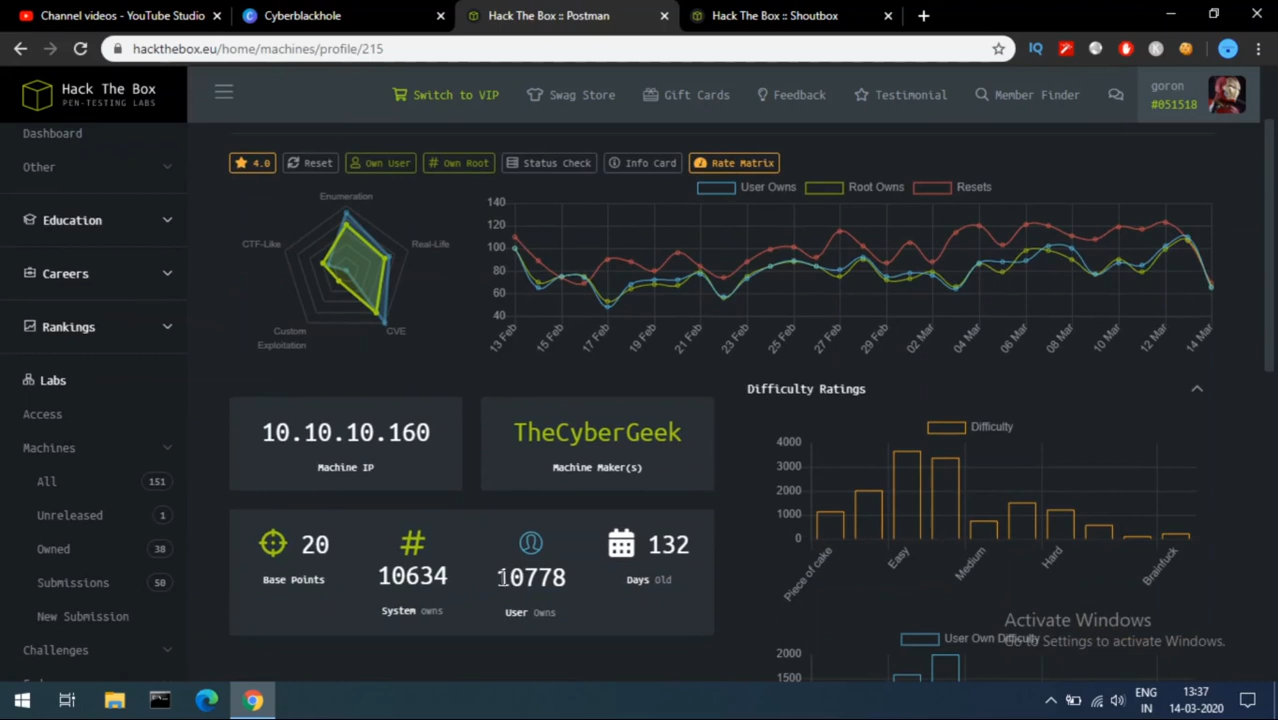 Channel videos - YouTube Studio
Cyberblackhole
Hack The Box :: Postman
Hack The Box :: Shoutbox
hackthebox.eu/home/machines/profile/215
IQ
K
Hack The Box
PEN-TESTING LABS
Switch to VIP
Swag Store
Gift Cards
Feedback
Testimonial
Member Finder
goron
#051518
Dashboard
Other
Education
Careers
Rankings
Labs
Access
Machines
All 151
Unreleased 1
Owned 38
Submissions 50
New Submission
Challenges
4.0
Reset
Own User
Own Root
Status Check
Info Card
Rate Matrix
Enumeration
CTF-Like
Real-Life
Custom
Exploitation
CVE
User Owns
Root Owns
Resets
140
120
100
80
60
40
13 Feb
15 Feb
17 Feb
19 Feb
21 Feb
23 Feb
25 Feb
27 Feb
29 Feb
02 Mar
04 Mar
06 Mar
08 Mar
10 Mar
12 Mar
14 Mar
10.10.10.160
Machine IP
TheCyberGeek
Machine Maker(s)
20
Base Points
10634
System owns
10778
User Owns
132
Days Old
Difficulty Ratings
Difficulty
4000
3000
2000
1000
0
Piece of cake
Easy
Medium
Hard
Brainfuck
User Own Difficulty
2000
1500
Activate Windows
Go to Settings to activate Windows.
ENG
IN
13:37
14-03-2020